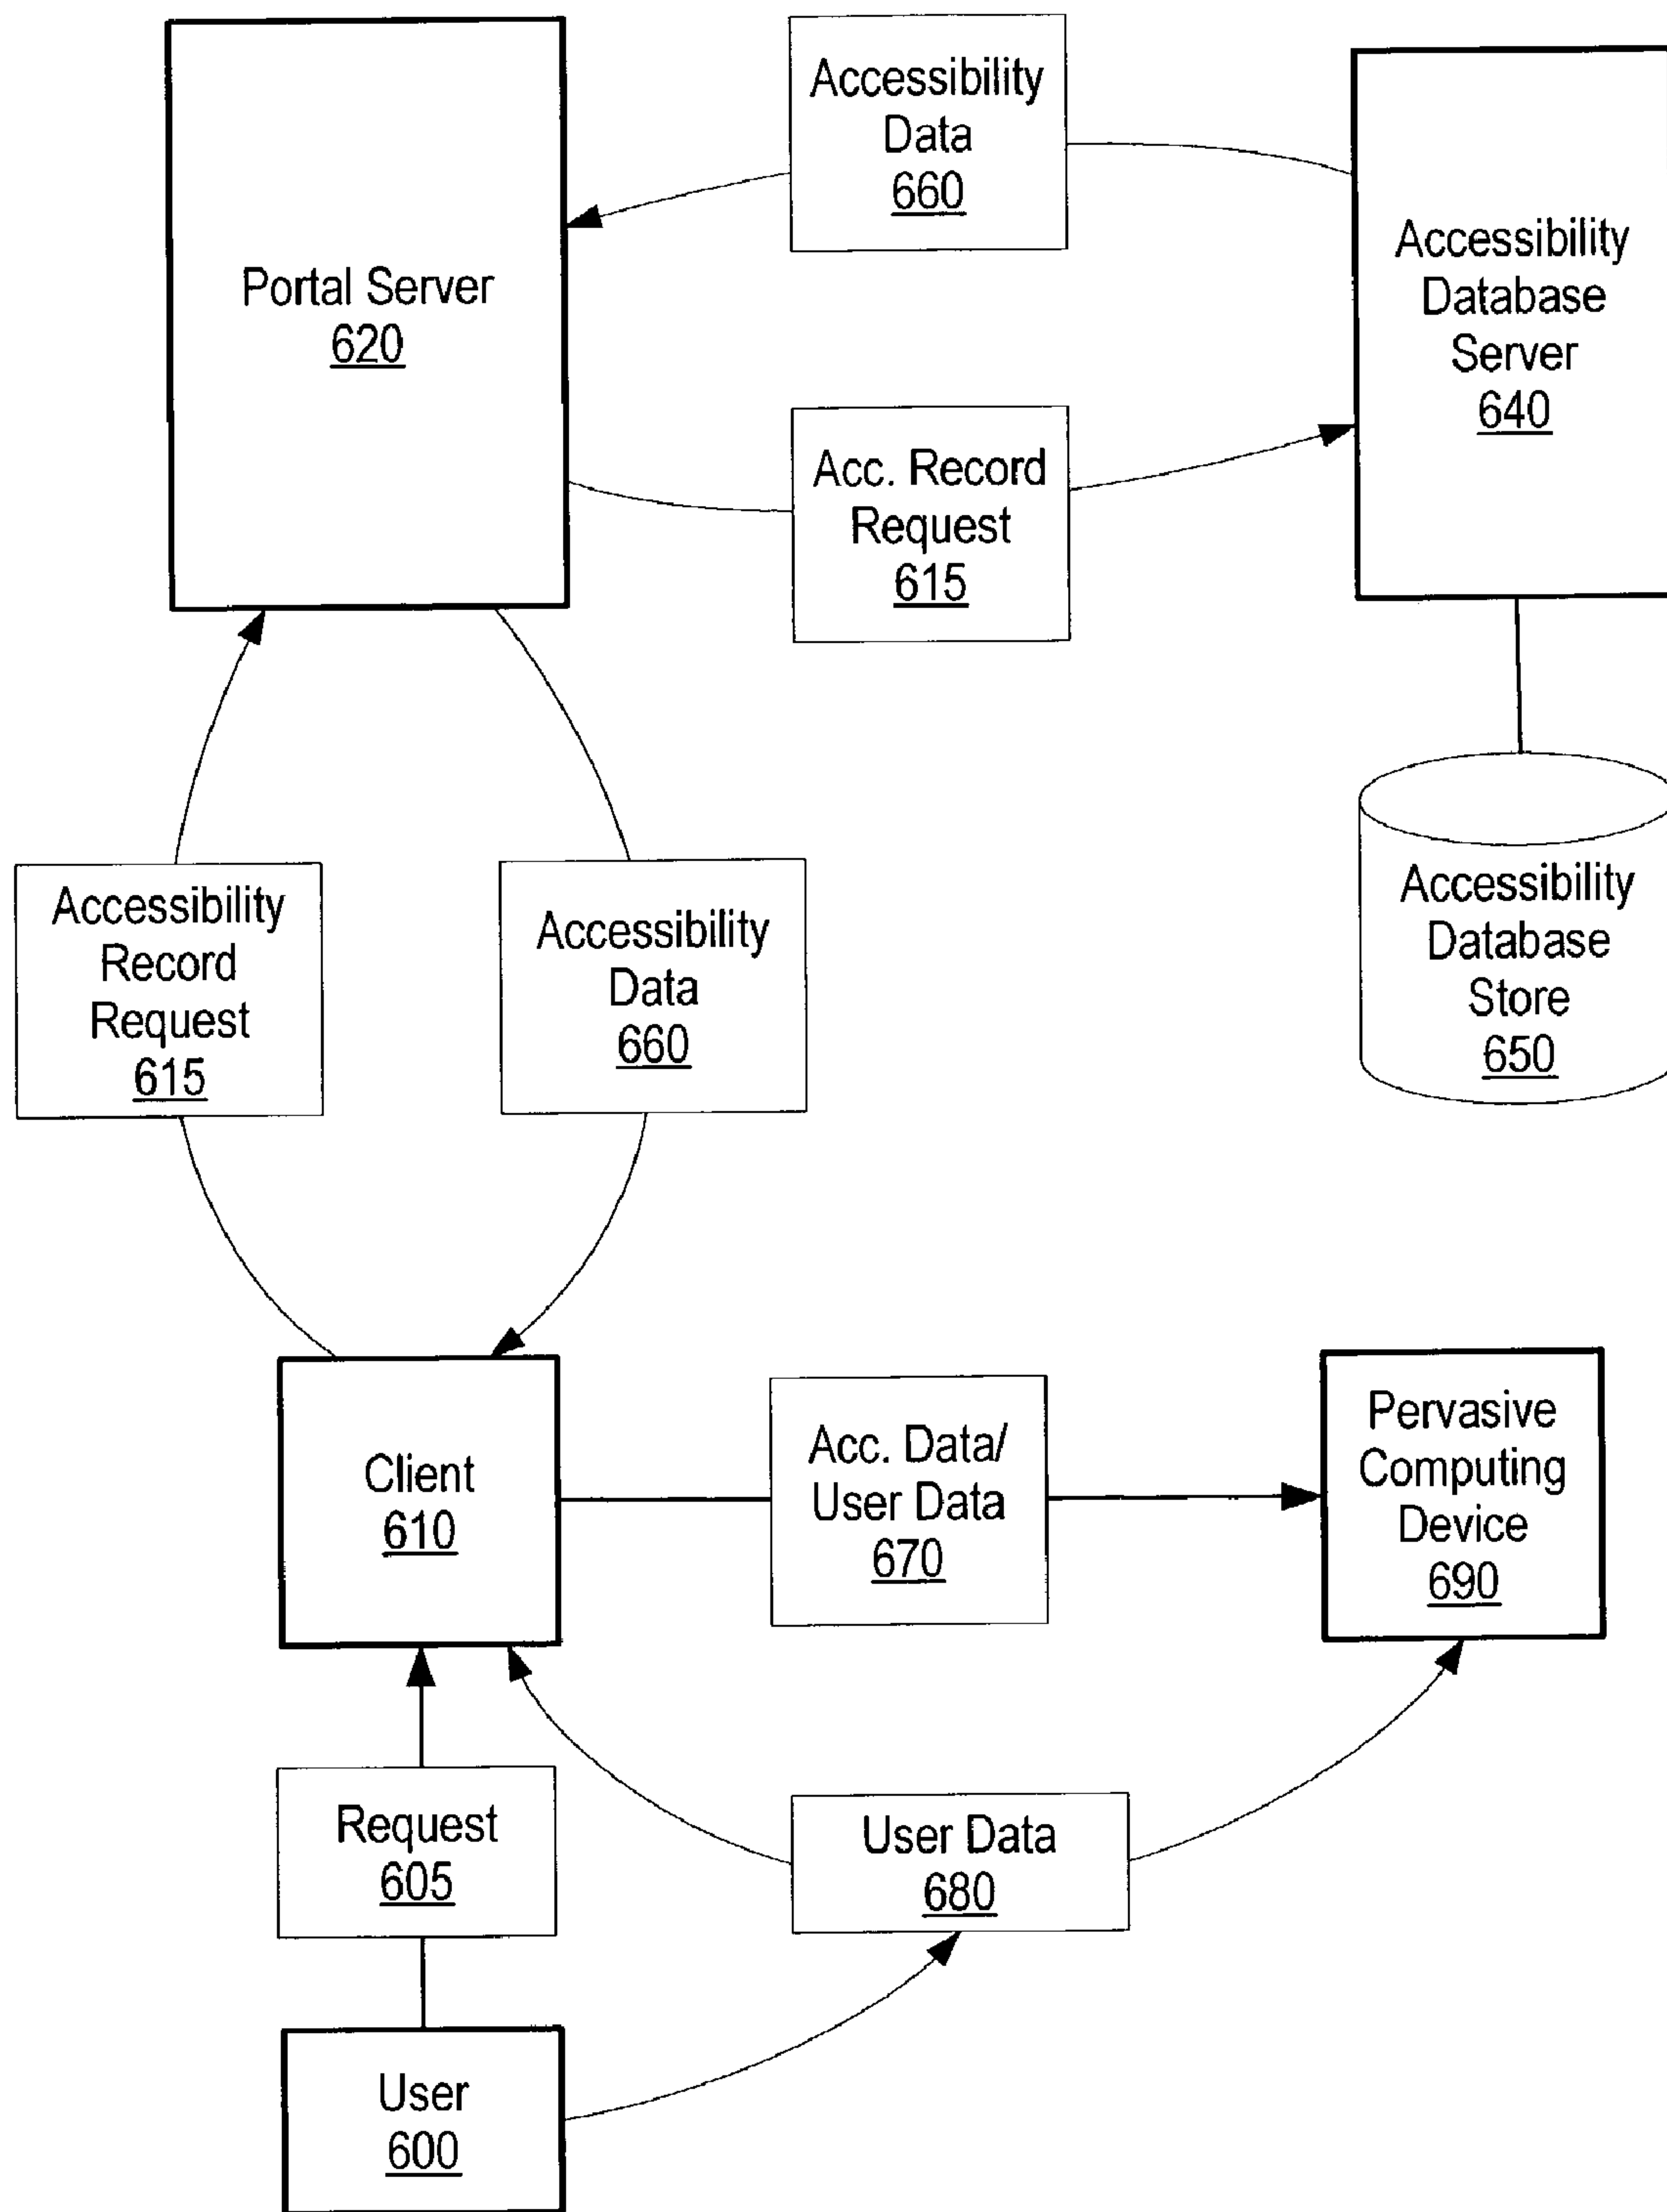 Portal Server
620
Accessibility
Data
660
Accessibility
Database
Server
640
Acc. Record
Request
615
Accessibility
Record
Request
615
Accessibility
Data
660
Accessibility
Database
Store
650
Client
610
Acc. Data/
User Data
670
Pervasive
Computing
Device
690
Request
605
User Data
680
User
600